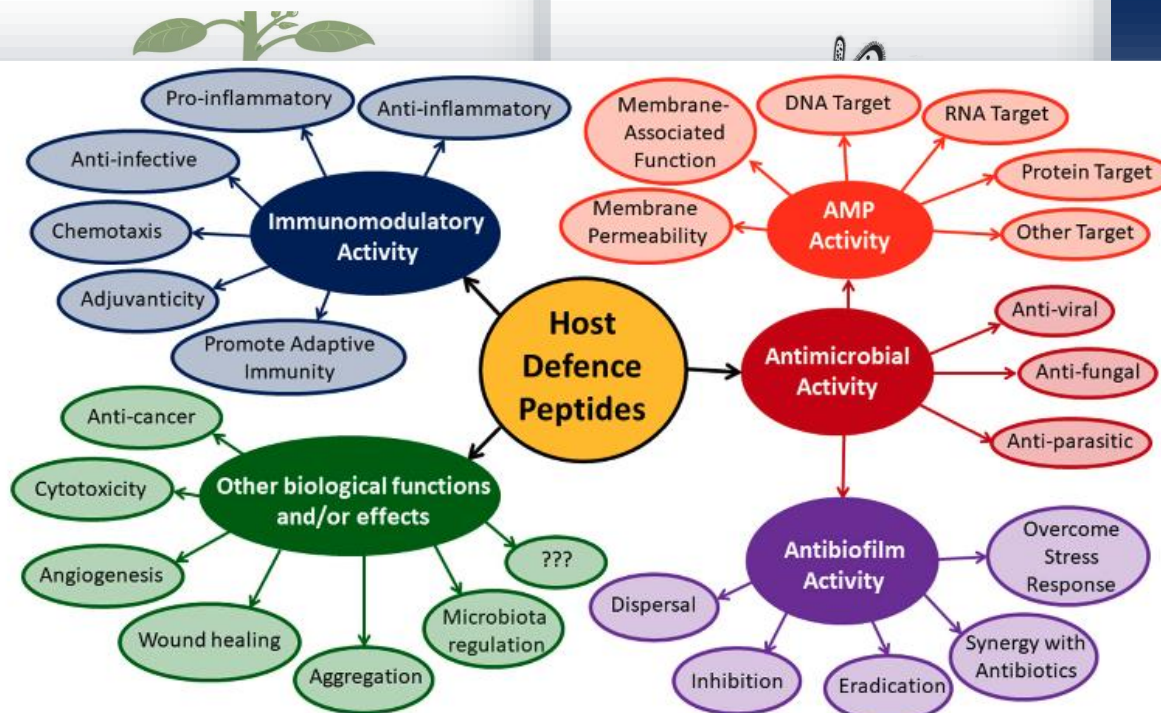 Pro-inflammatory
Anti-inflammatory
Anti-infective
Immunomodulatory
Activity
Chemotaxis
Adjuvanticity
Promote Adaptive
Immunity
Membrane-
Associated
Function
DNA Target
RNA Target
Protein Target
Membrane
Permeability
AMP
Activity
Other Target
Host
Defence
Peptides
Antimicrobial
Activity
Anti-viral
Anti-fungal
Anti-parasitic
Anti-cancer
Cytotoxicity
Other biological functions
and/or effects
Angiogenesis
Wound healing
Aggregation
Microbiota
regulation
???
Antibiofilm
Activity
Overcome
Stress
Response
Dispersal
Inhibition
Eradication
Synergy with
Antibiotics